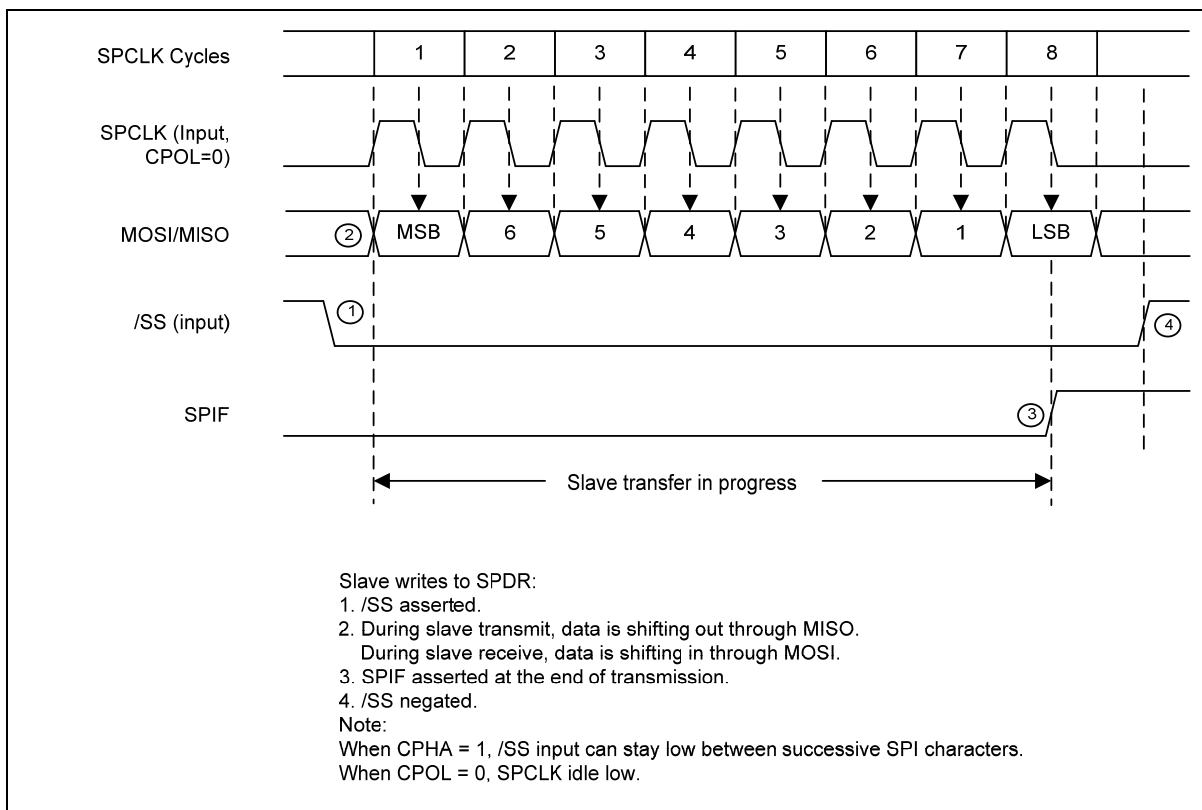 SPCLK Cycles
1 2 3 4 5 6 7 8
SPCLK (Input,
CPOL=0)
MOSI/MISO
2 MSB 6 5 4 3 2 1 LSB
/SS (input)
1
4
SPIF
3
Slave transfer in progress
Slave writes to SPDR:
1. /SS asserted.
2. During slave transmit, data is shifting out through MISO.
During slave receive, data is shifting in through MOSI.
3. SPIF asserted at the end of transmission.
4. /SS negated.
Note:
When CPHA = 1, /SS input can stay low between successive SPI characters.
When CPOL = 0, SPCLK idle low.